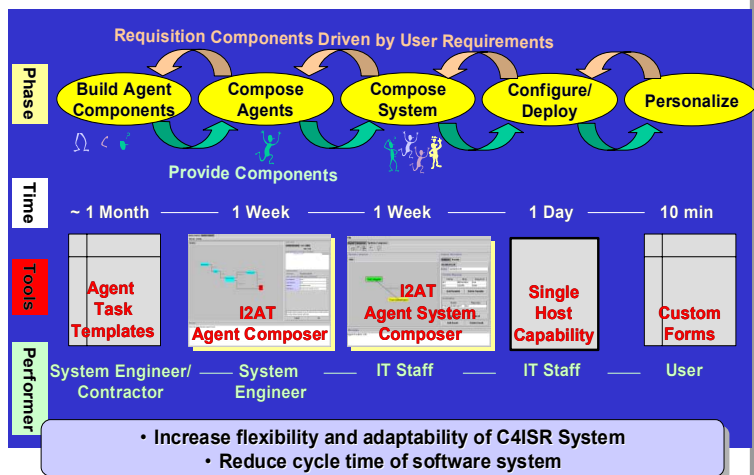 Requisition Components Driven by User Requirements
Phase
Build Agent
Components
Compose
Agents
Compose
System
Configure/
Deploy
Personalize
Provide Components
Time
~ 1 Month
1 Week
1 Week
1 Day
10 min
Tools
Agent
Task
Templates
I2AT
Agent Composer
I2AT
Agent System
Composer
Single
Host
Capability
Custom
Forms
Performer
System Engineer/
Contractor
System
Engineer
IT Staff
IT Staff
User
• Increase flexibility and adaptability of C4ISR System
• Reduce cycle time of software system